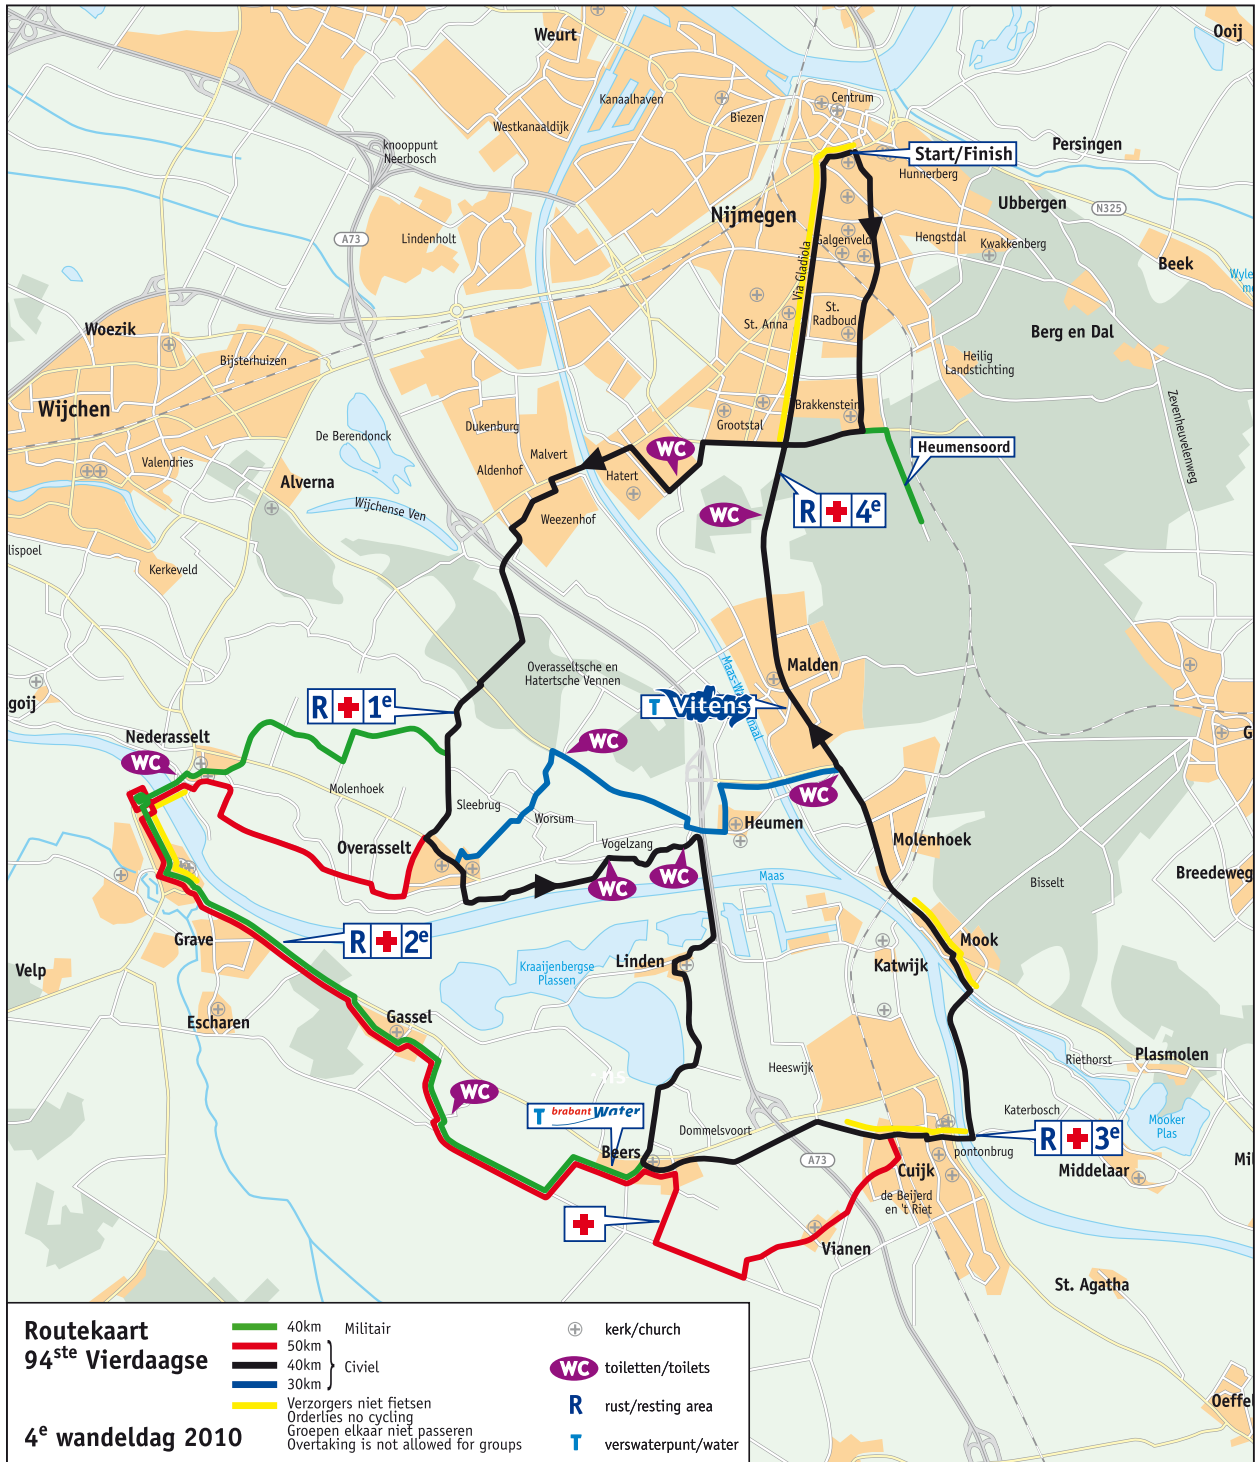 Weurt
Ooij
Kanaalhaven
Centrum
Biezen
Westkanaaldijk
knooppunt
Neerbosch
Persingen
Start/Finish
Hunnerberg
Ubbergen
N325
Nijmegen
A73
Lindenholt
Galgenveld
Hengstdal
Kwakkenberg
Beek
Via Gladiola
St.
Radboud
St. Anna
Woezik
Bijsterhuizen
Berg en Dal
Heilig
Landstichting
Zevenheuvelenweg
Wijchen
Brakkenstein
Grootstal
Dukenburg
De Berendonck
Malvert
Aldenhof
Valendries
Alverna
WC
Hatert
Heumensoord
Wijchense Ven
Weezenhof
WC
R 4e
Kerkeveld
Overasseltsche en
Hatertsche Vennen
Malden
R 1e
T Vitens
Nederasselt
WC
WC
Molenhoek
Sleebrug
Worsum
WC
Heumen
Overasselt
Vogelzang
Molenhoek
Maas
WC
WC
Bisselt
Breedeweg
Grave
R 2e
Mook
Katwijk
Linden
Kraaijenbergse
Plassen
Velp
Escharen
Gassel
Heeswijk
Riethorst
Plasmolen
WC
T brabant Water
Katerbosch
Mooker
Plas
Dommelsvoort
R 3e
Beers
A73
pontonbrug
Cuijk
Middelaar
de Beijerd
en 't Riet
Vianen
St. Agatha
Routekaart
94ste Vierdaagse
4e wandeldag 2010
40km Militair
50km
40km Civiel
30km
Verzorgers niet fietsen
Orderlies no cycling
Groepen elkaar niet passeren
Overtaking is not allowed for groups
kerk/church
WC toiletten/toilets
R rust/resting area
T verswaterpunt/water